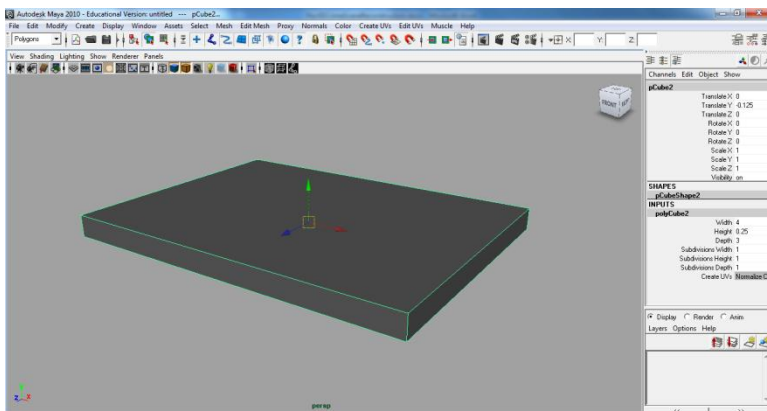 Autodesk Maya 2010 - Educational Version: untitled --- pCube2...
File Edit Modify Create Display Window Assets Select Mesh Edit Mesh Proxy Normals Color Create UVs Edit UVs Muscle Help
Polygons X: Y: Z:
View Shading Lighting Show Renderer Panels
Channels Edit Object Show
pCube2
Translate X 0
Translate Y -0.125
Translate Z 0
Rotate X 0
Rotate Y 0
Rotate Z 0
Scale X 1
Scale Y 1
Scale Z 1
Visibility on
SHAPES
pCubeShape2
INPUTS
polyCube2
Width 4
Height 0.25
Depth 3
Subdivisions Width 1
Subdivisions Height 1
Subdivisions Depth 1
Create UVs Normalize C
FRONT
Display Render Anim
Layers Options Help
persp